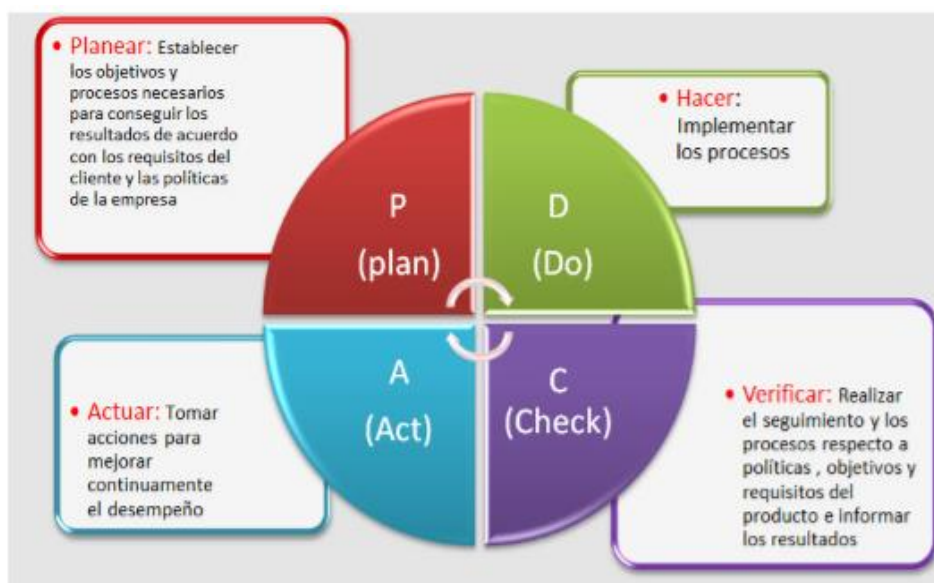 • Planear: Establecer
los objetivos y
procesos necesarios
para conseguir los
resultados de acuerdo
con los requisitos del
cliente y las políticas
de la empresa
• Hacer:
Implementar
los procesos
P
(plan)
D
(Do)
A
(Act)
C
(Check)
• Actuar: Tomar
acciones para
mejorar
continuamente
el desempeño
• Verificar: Realizar
el seguimiento y los
procesos respecto a
políticas , objetivos y
requisitos del
producto e informar
los resultados